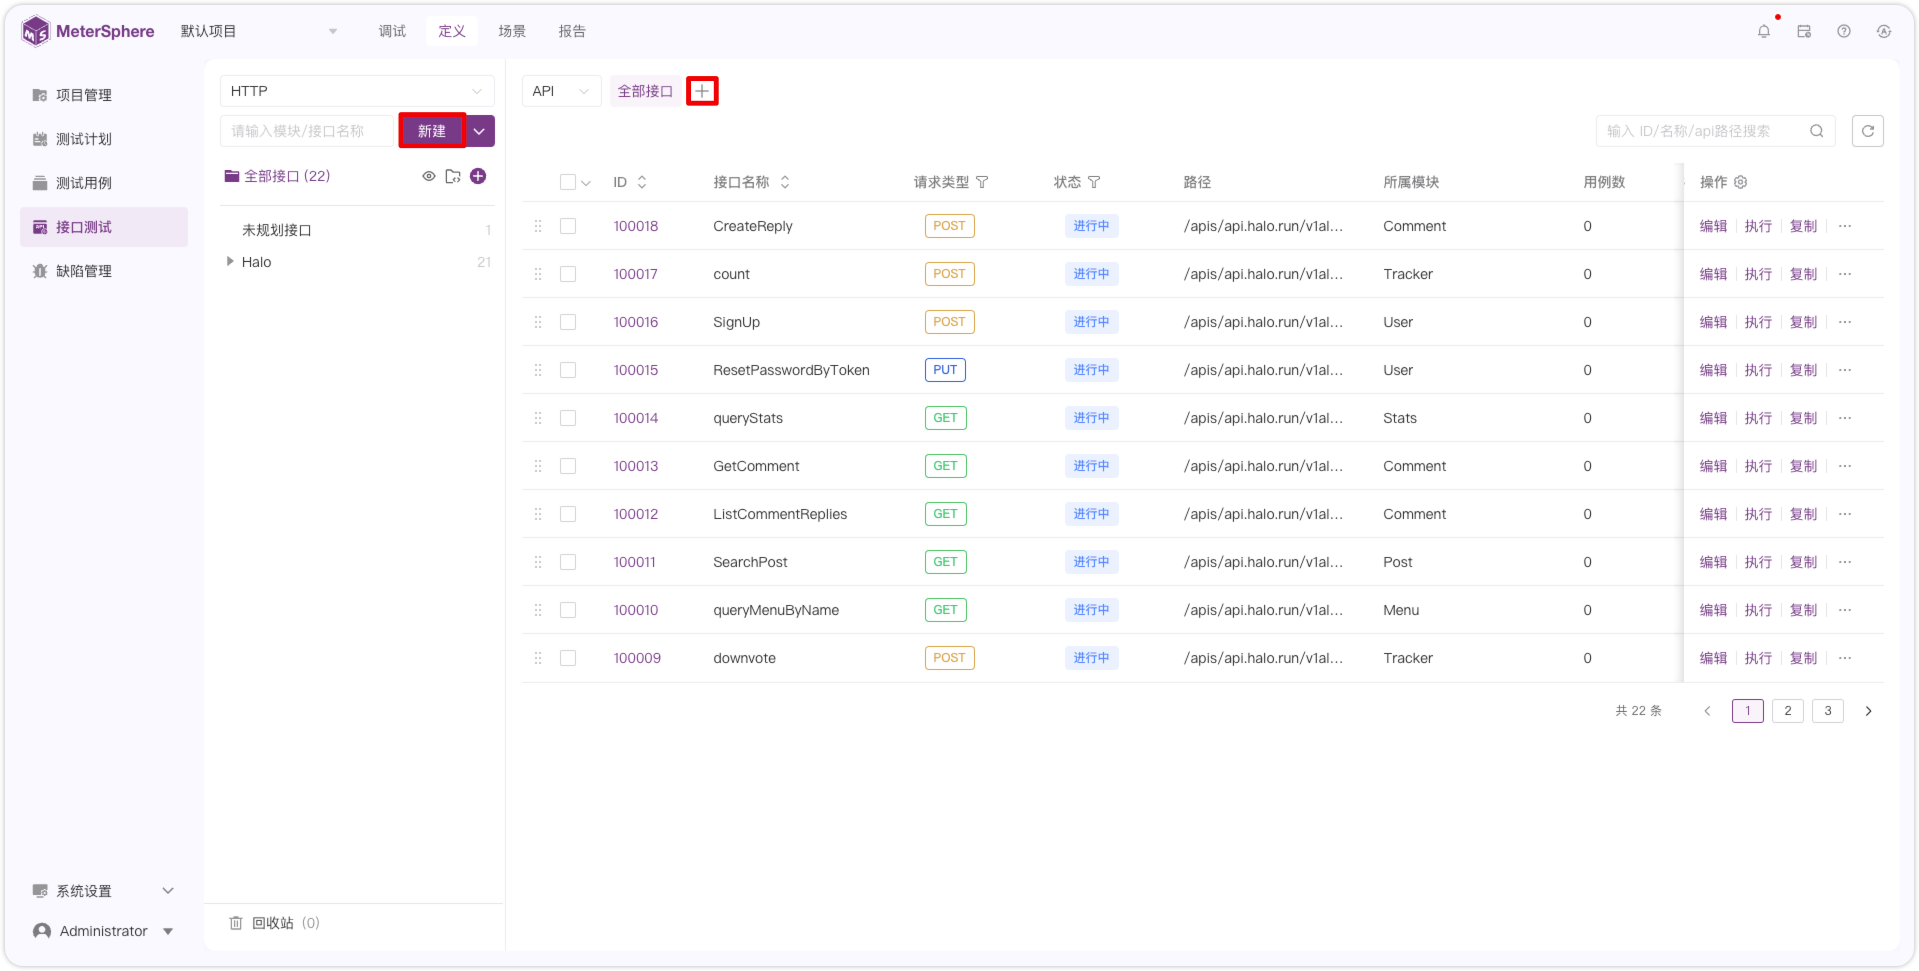 MeterSphere 默认项目 调试 定义 场景 报告
项目管理
测试计划
测试用例
接口测试
缺陷管理
系统设置
Administrator
HTTP
请输入模块/接口名称 新建
全部接口 (22)
未规划接口 1
Halo 21
回收站 (0)
API 全部接口
输入 ID/名称/api路径搜索
ID 接口名称 请求类型 状态 路径 所属模块 用例数 操作
100018 CreateReply POST 进行中 /apis/api.halo.run/v1al... Comment 0 编辑 执行 复制 ...
100017 count POST 进行中 /apis/api.halo.run/v1al... Tracker 0 编辑 执行 复制 ...
100016 SignUp POST 进行中 /apis/api.halo.run/v1al... User 0 编辑 执行 复制 ...
100015 ResetPasswordByToken PUT 进行中 /apis/api.halo.run/v1al... User 0 编辑 执行 复制 ...
100014 queryStats GET 进行中 /apis/api.halo.run/v1al... Stats 0 编辑 执行 复制 ...
100013 GetComment GET 进行中 /apis/api.halo.run/v1al... Comment 0 编辑 执行 复制 ...
100012 ListCommentReplies GET 进行中 /apis/api.halo.run/v1al... Comment 0 编辑 执行 复制 ...
100011 SearchPost GET 进行中 /apis/api.halo.run/v1al... Post 0 编辑 执行 复制 ...
100010 queryMenuByName GET 进行中 /apis/api.halo.run/v1al... Menu 0 编辑 执行 复制 ...
100009 downvote POST 进行中 /apis/api.halo.run/v1al... Tracker 0 编辑 执行 复制 ...
共 22 条 1 2 3